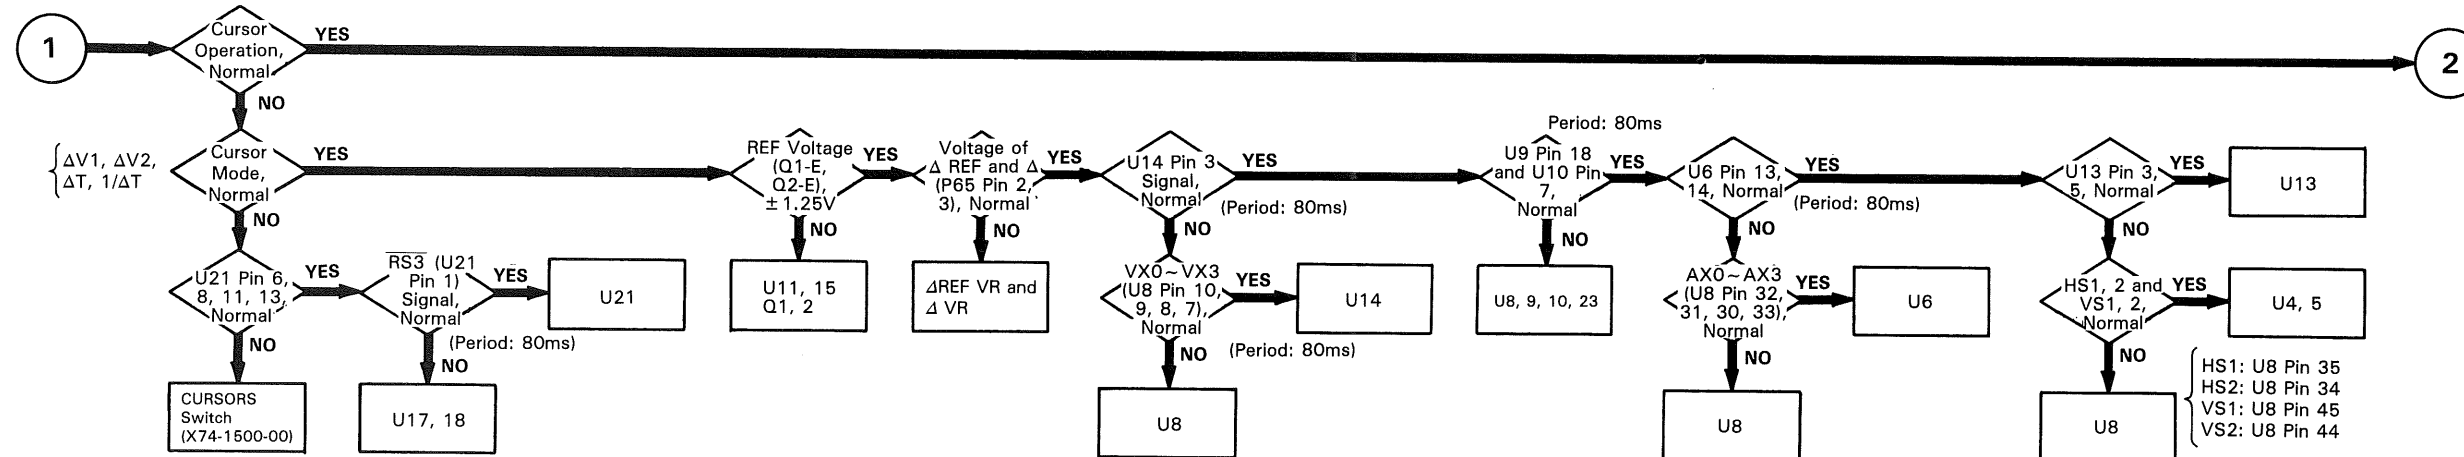 1
Cursor
Operation,
Normal
YES
2
NO
ΔV1, ΔV2,
ΔT, 1/ΔT
Cursor
Mode,
Normal
YES
NO
REF Voltage
(Q1-E,
Q2-E),
±1.25V
YES
NO
Voltage of
Δ REF and Δ
(P65 Pin 2,
3), Normal
YES
NO
U14 Pin 3
Signal,
Normal
YES
(Period: 80ms)
NO
Period: 80ms
U9 Pin 18
and U10 Pin
7,
Normal
YES
NO
U6 Pin 13,
14, Normal
YES
(Period: 80ms)
NO
U13 Pin 3,
5, Normal
YES
NO
U13
U21 Pin 6,
8, 11, 13,
Normal
YES
NO
RS3 (U21
Pin 1)
Signal,
Normal
YES
(Period: 80ms)
NO
U21
U11, 15
Q1, 2
ΔREF VR and
Δ VR
VX0~VX3
(U8 Pin 10,
9, 8, 7),
Normal
YES
(Period: 80ms)
NO
U14
U8, 9, 10, 23
AX0~AX3
(U8 Pin 32,
31, 30, 33),
Normal
YES
NO
U6
HS1, 2 and
VS1, 2,
Normal
YES
NO
U4, 5
CURSORS
Switch
(X74-1500-00)
U17, 18
U8
U8
U8
HS1: U8 Pin 35
HS2: U8 Pin 34
VS1: U8 Pin 45
VS2: U8 Pin 44